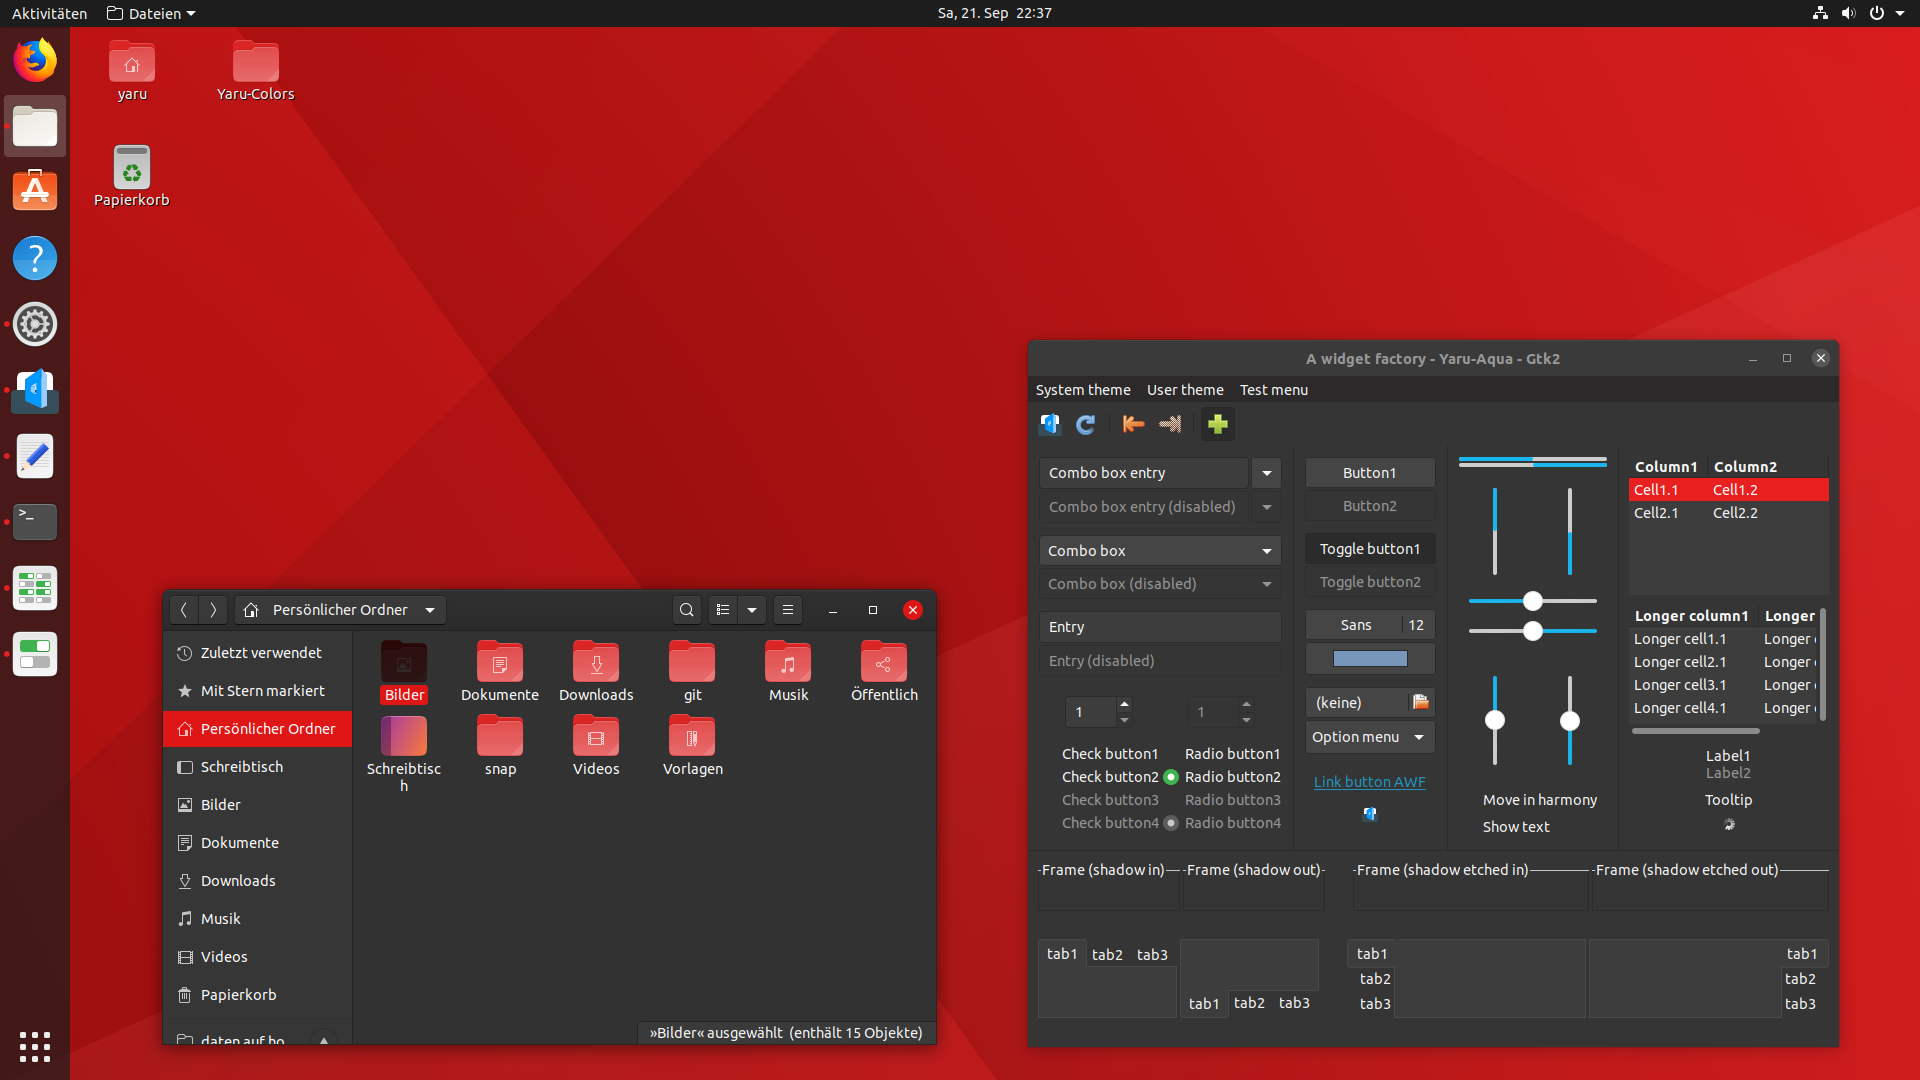 Aktivitäten
Dateien
Sa, 21. Sep 22:37
yaru
Yaru-Colors
Papierkorb
Persönlicher Ordner
Zuletzt verwendet
Mit Stern markiert
Persönlicher Ordner
Schreibtisch
Bilder
Dokumente
Downloads
Musik
Videos
Papierkorb
daten auf ho
Bilder
Dokumente
Downloads
git
Musik
Öffentlich
Schreibtisc
h
snap
Videos
Vorlagen
»Bilder« ausgewählt (enthält 15 Objekte)
A widget factory - Yaru-Aqua - Gtk2
System theme
User theme
Test menu
Combo box entry
Combo box entry (disabled)
Combo box
Combo box (disabled)
Entry
Entry (disabled)
1
1
Check button1
Radio button1
Check button2
Radio button2
Check button3
Radio button3
Check button4
Radio button4
Button1
Button2
Toggle button1
Toggle button2
Sans
12
(keine)
Option menu
Link button AWF
Move in harmony
Show text
Column1
Column2
Cell1.1
Cell1.2
Cell2.1
Cell2.2
Longer column1
Longer
Longer cell1.1
Longer
Longer cell2.1
Longer
Longer cell3.1
Longer
Longer cell4.1
Longer
Label1
Label2
Tooltip
Frame (shadow in)
Frame (shadow out)
Frame (shadow etched in)
Frame (shadow etched out)
tab1
tab2
tab3
tab1
tab2
tab3
tab1
tab2
tab3
tab1
tab2
tab3